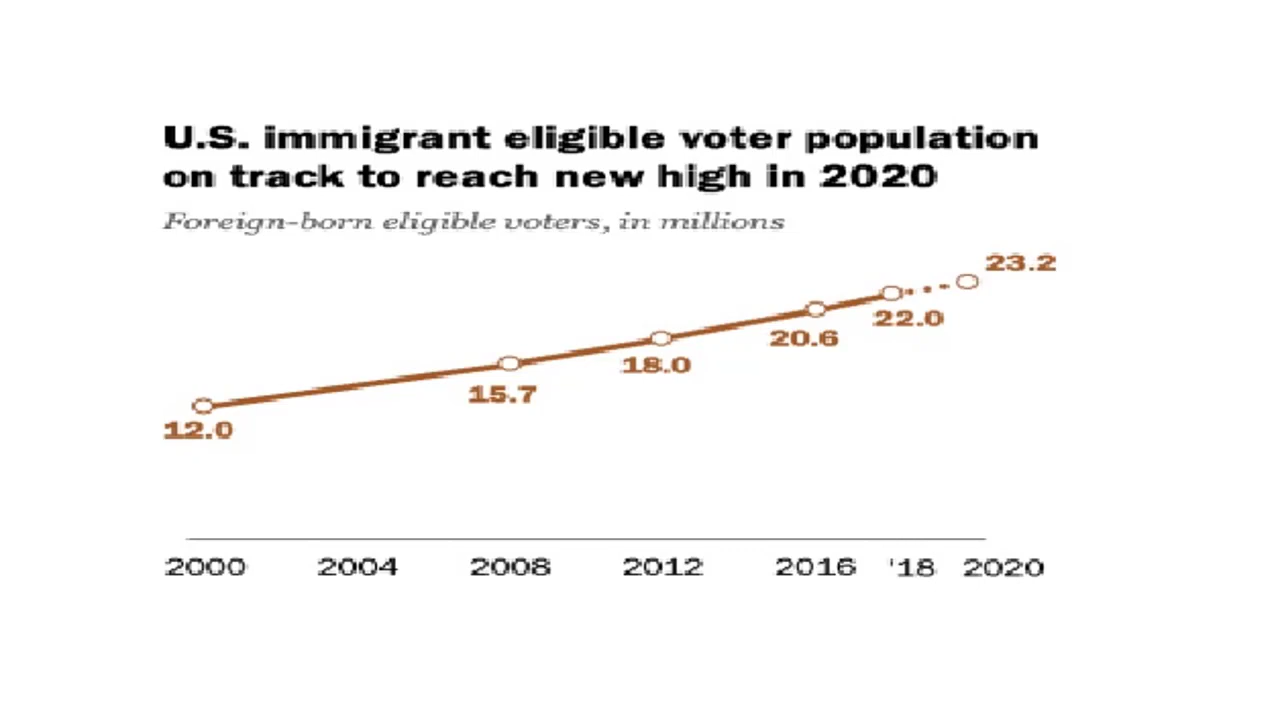 U.S. immigrant eligible voter population
on track to reach new high in 2020
Foreign-born eligible voters, in millions
12.0
15.7
18.0
20.6
22.0
23.2
2000 2004 2008 2012 2016 '18 2020